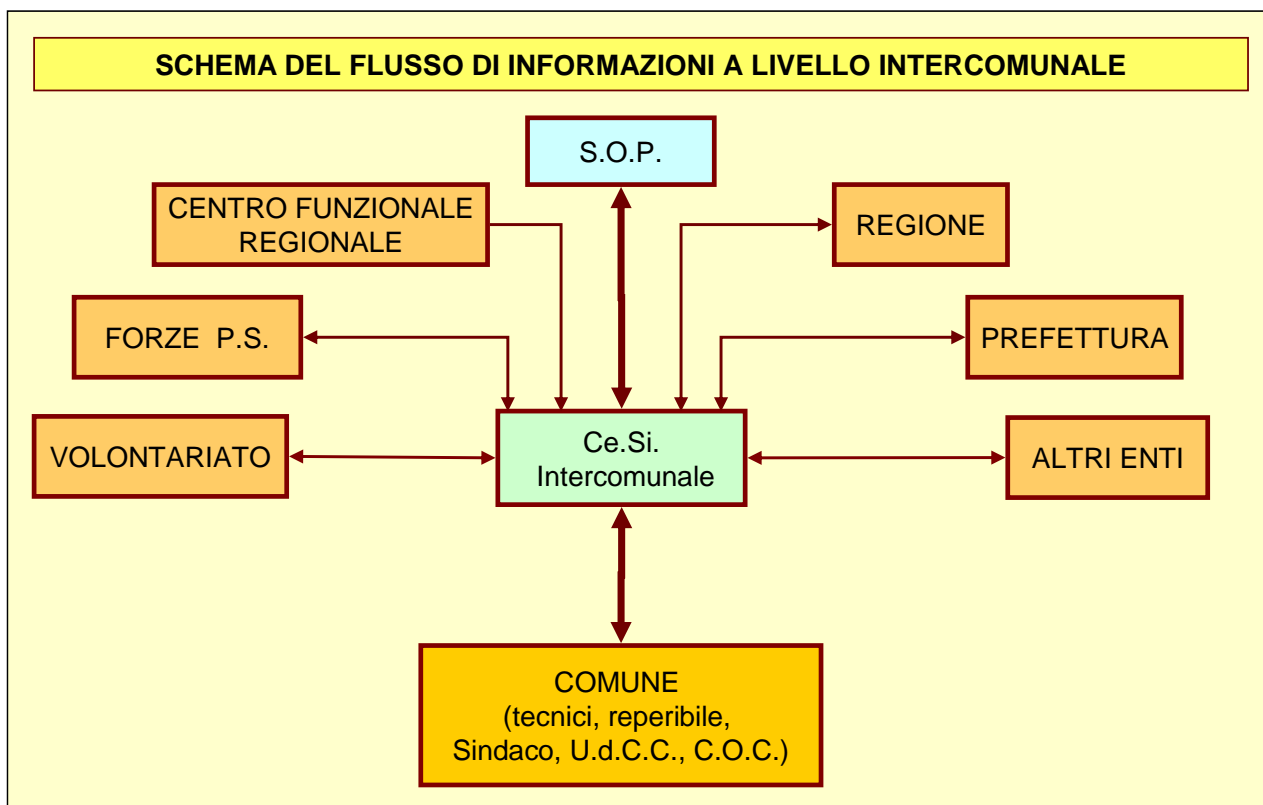 SCHEMA DEL FLUSSO DI INFORMAZIONI A LIVELLO INTERCOMUNALE
S.O.P.
CENTRO FUNZIONALE
REGIONALE
REGIONE
FORZE P.S.
PREFETTURA
VOLONTARIATO
Ce.Si.
Intercomunale
ALTRI ENTI
COMUNE
(tecnici, reperibile,
Sindaco, U.d.C.C., C.O.C.)